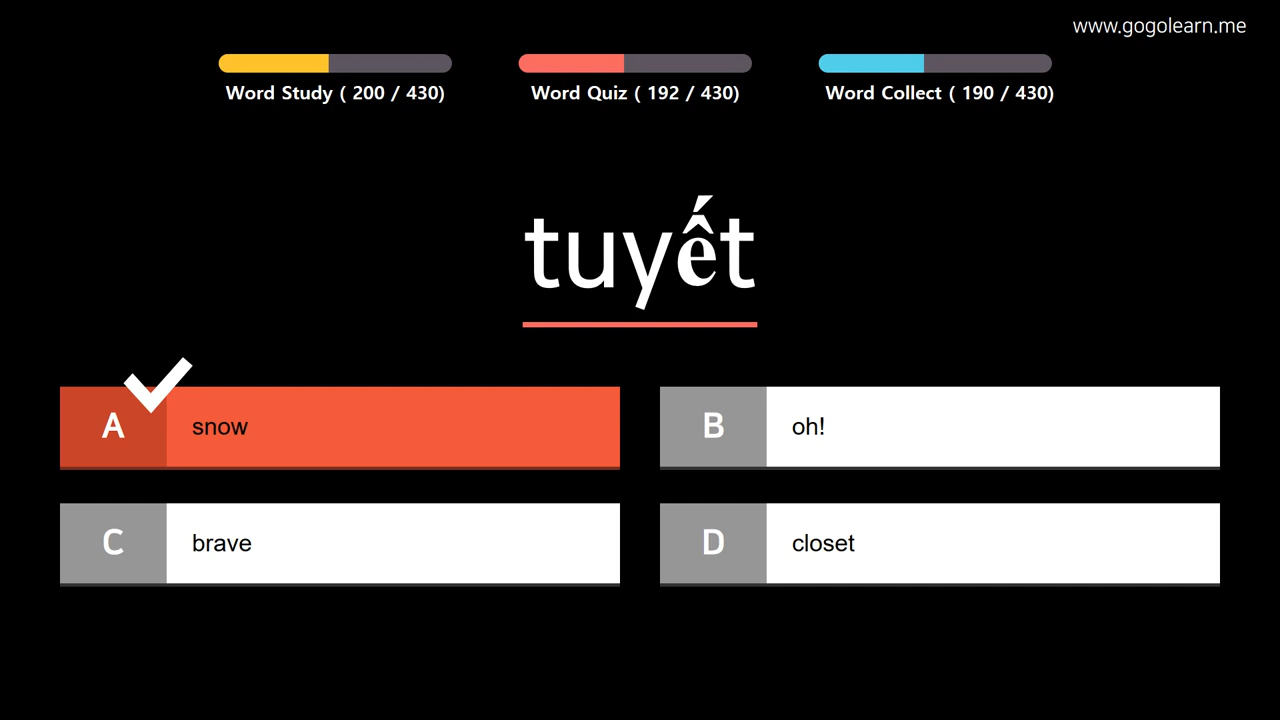 www.gogolearn.me
Word Study ( 200 / 430)
Word Quiz ( 192 / 430)
Word Collect ( 190 / 430)
tuyết
A snow
B oh!
C brave
D closet